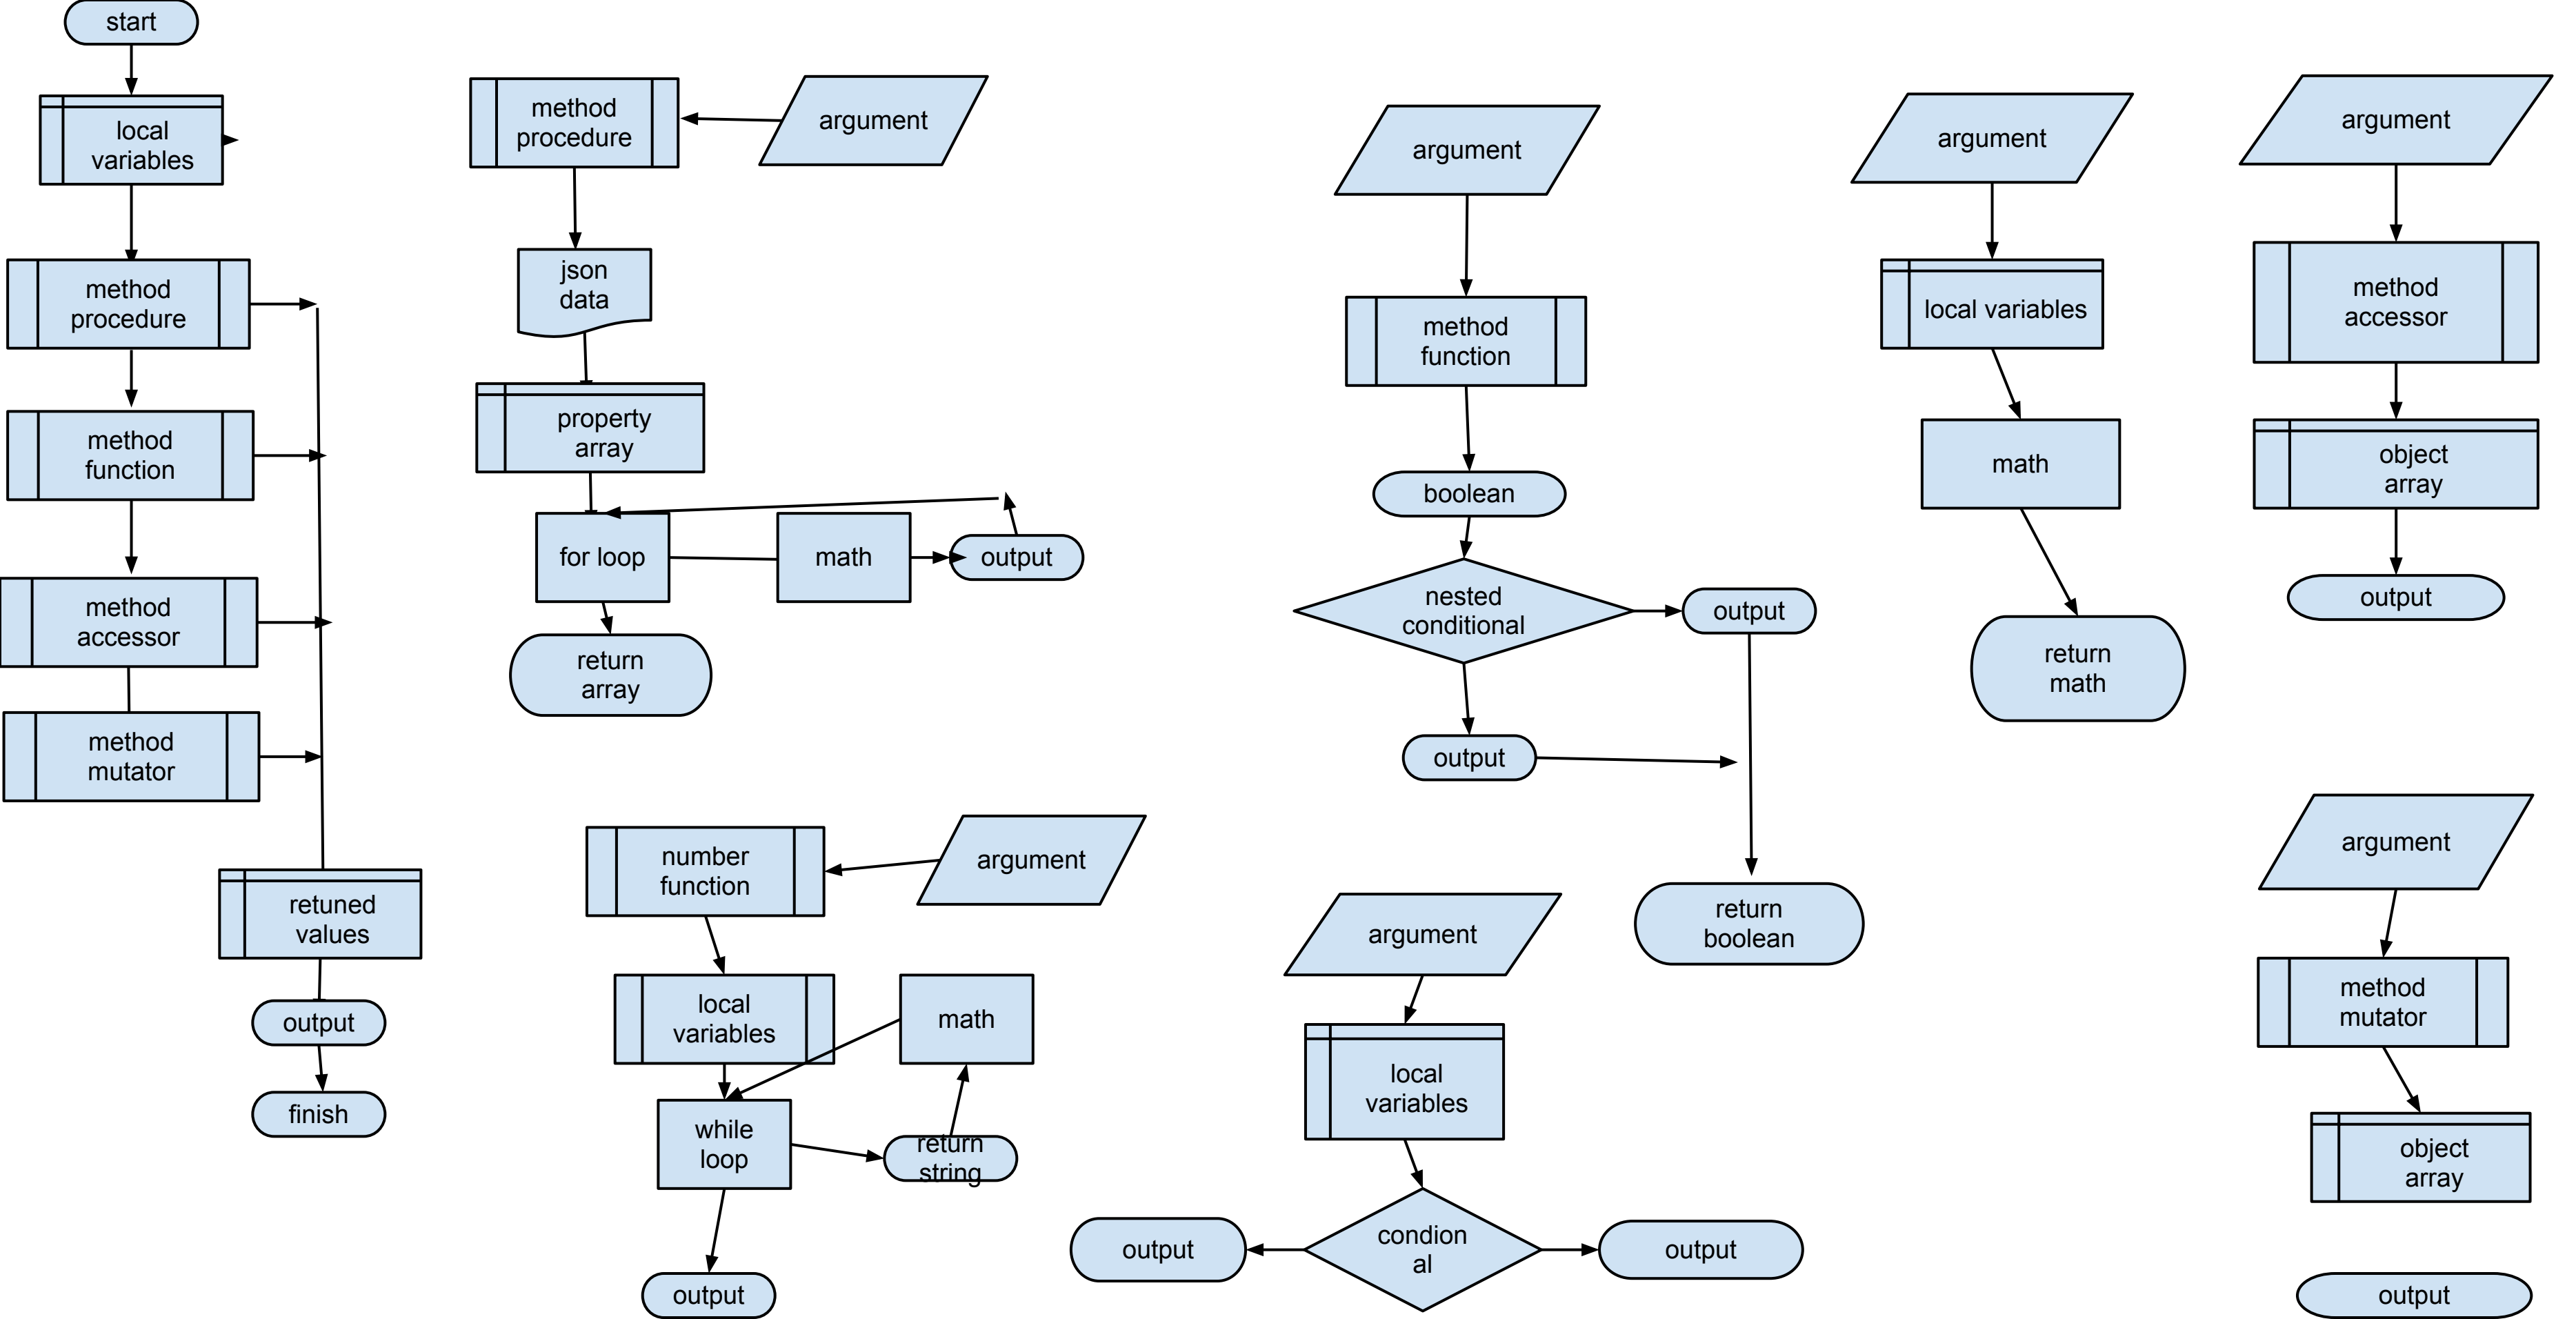 start
local
variables
method
procedure
method
function
method
accessor
method
mutator
retuned
values
output
finish
method
procedure
argument
json
data
property
array
for loop
math
output
return
array
number
function
argument
local
variables
math
while
loop
return
string
output
argument
method
function
boolean
nested
conditional
output
output
return
boolean
argument
local
variables
condion
al
output
output
argument
local variables
math
return
math
argument
method
accessor
object
array
output
argument
method
mutator
object
array
output